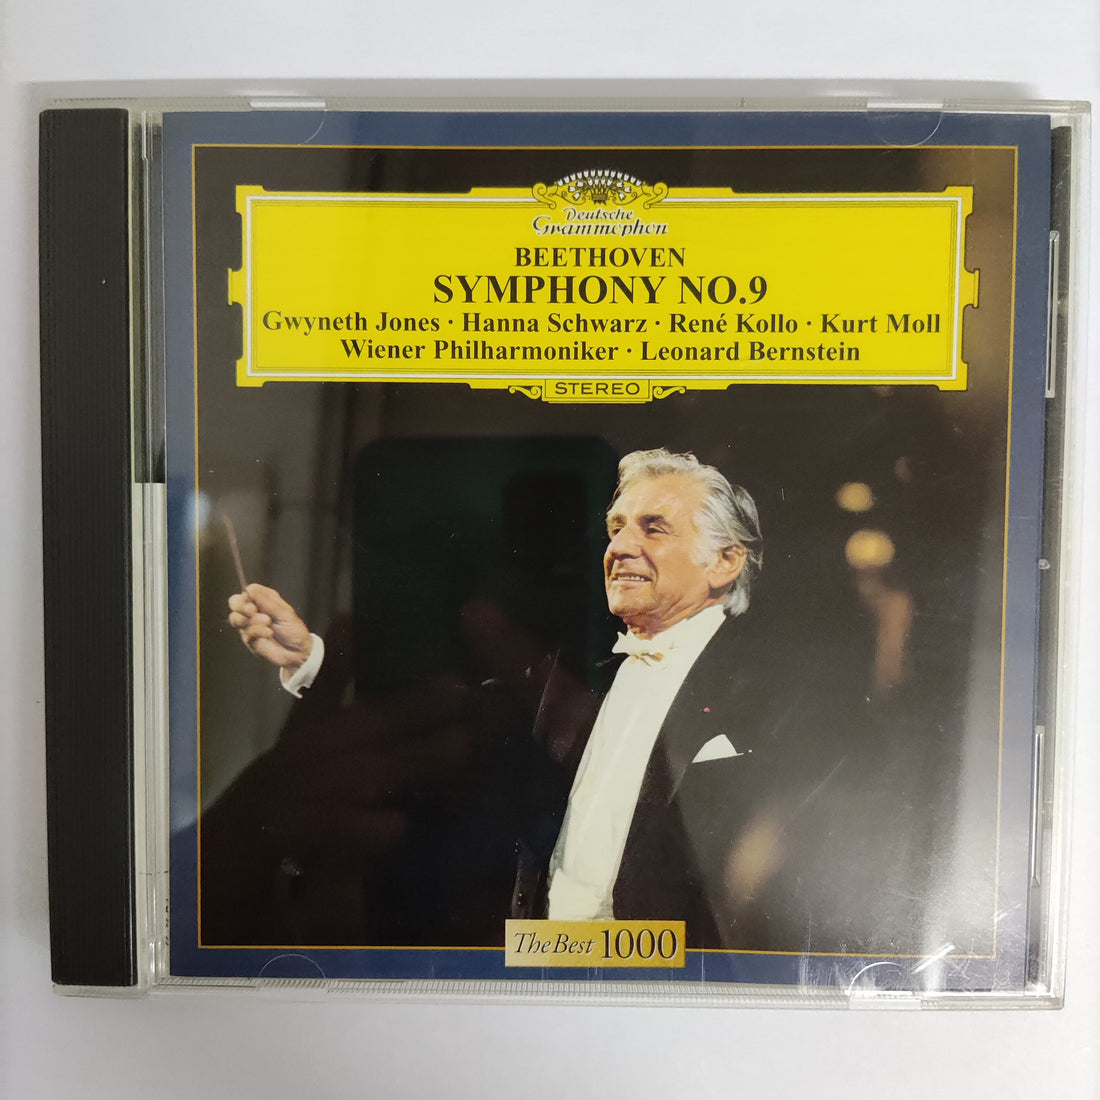 Deutsche
Grammophon
BEETHOVEN
SYMPHONY NO.9
Gwyneth Jones · Hanna Schwarz · René Kollo · Kurt Moll
Wiener Philharmoniker · Leonard Bernstein
STEREO
The Best 1000